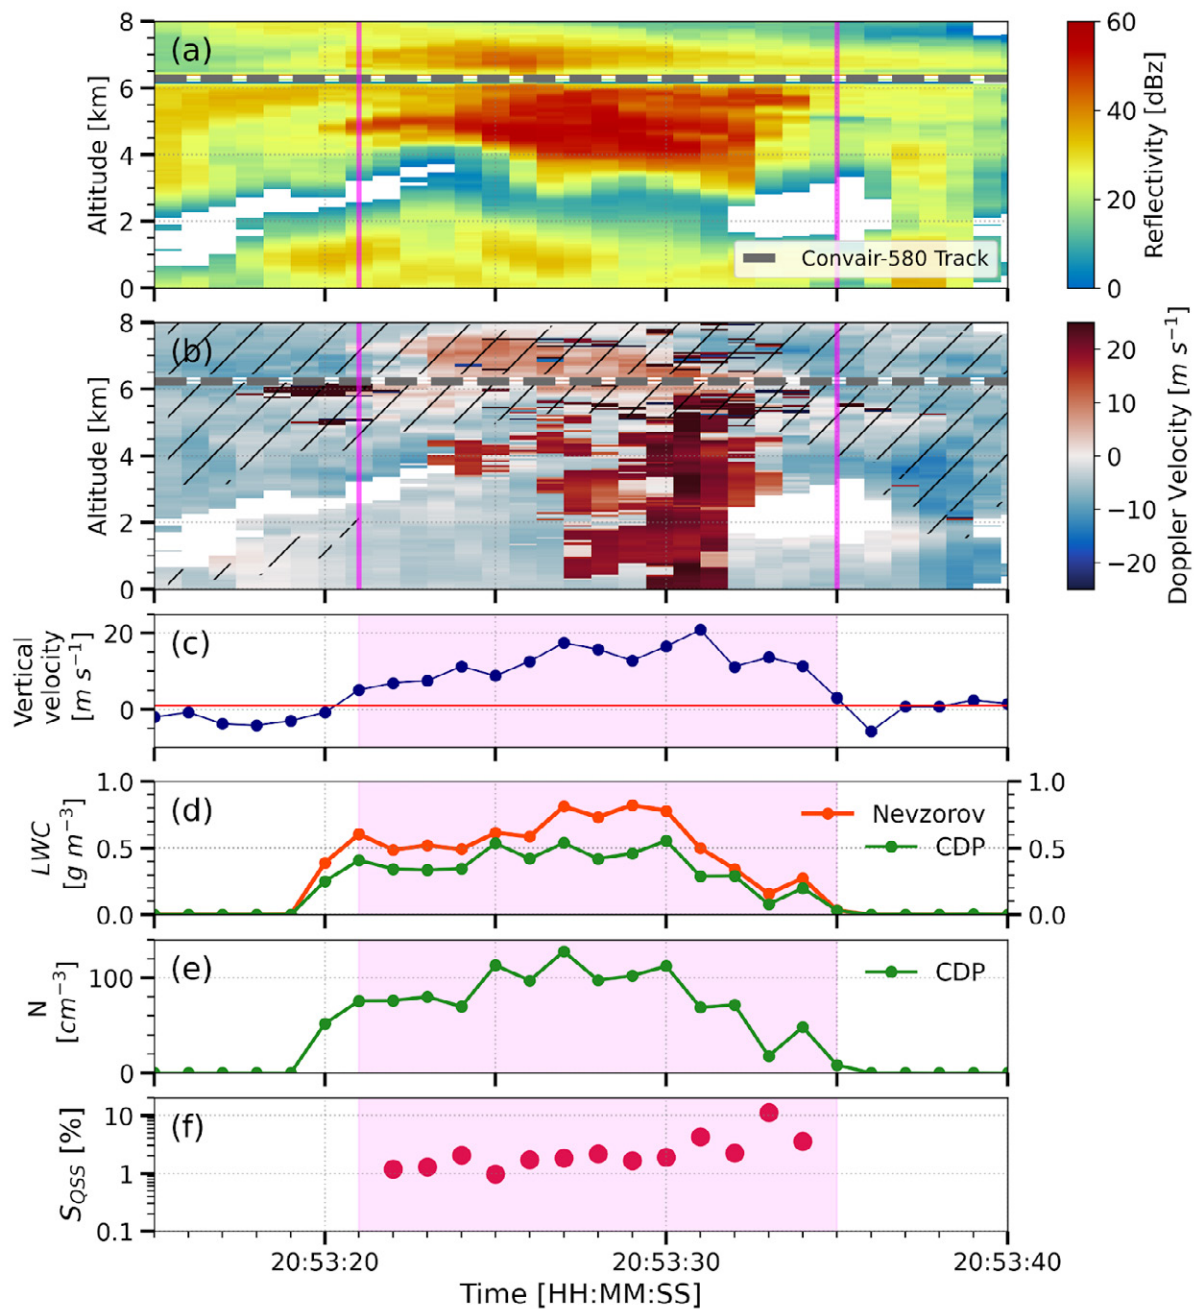 (a)
Altitude [km]
8
6
4
2
0
Convair-580 Track
60
40
20
0
Reflectivity [dBz]
(b)
Altitude [km]
8
6
4
2
0
20
10
0
−10
−20
Doppler Velocity [m s⁻¹]
(c)
Vertical
velocity
[m s⁻¹]
20
0
(d)
LWC
[g m⁻³]
1.0
0.5
0.0
Nevzorov
CDP
1.0
0.5
0.0
(e)
N
[cm⁻³]
100
0
CDP
(f)
S_QSS [%]
10
1
0.1
20:53:20
20:53:30
20:53:40
Time [HH:MM:SS]